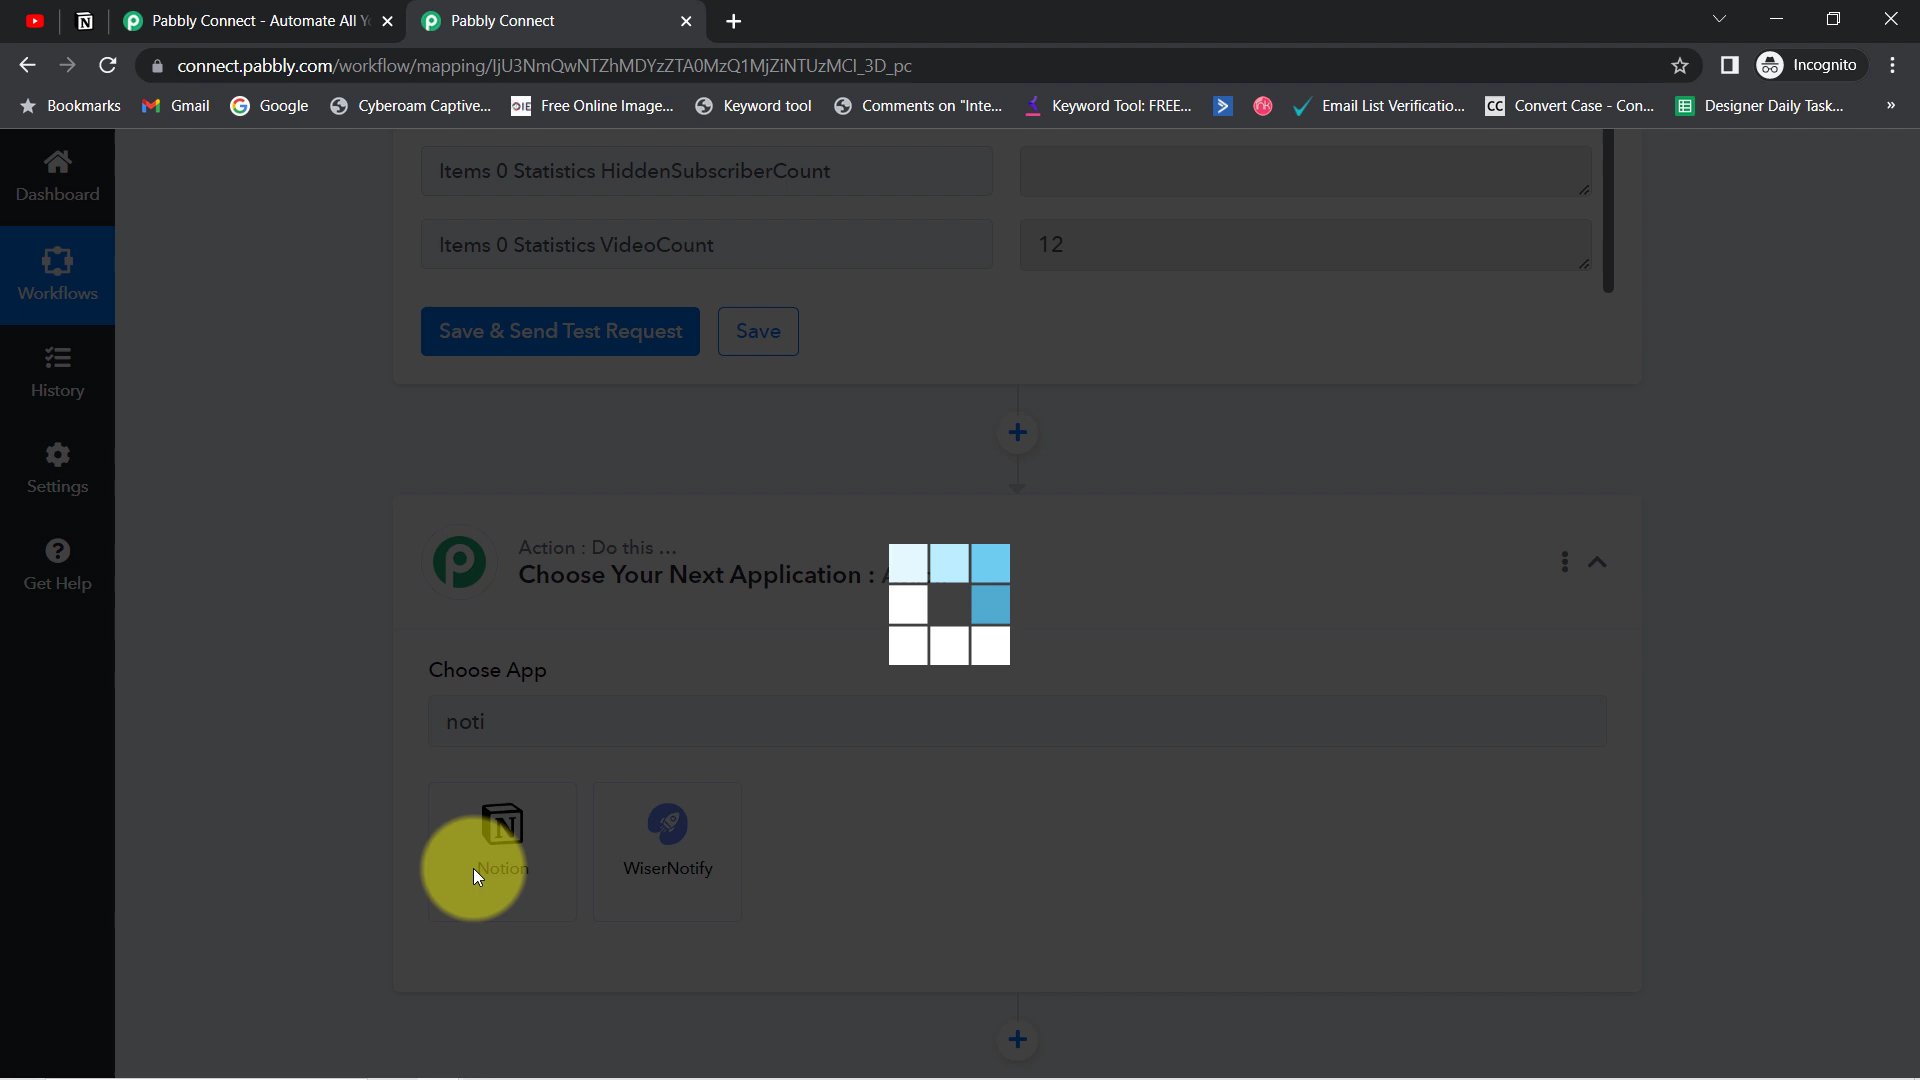 Pabbly Connect - Automate All Y
Pabbly Connect
connect.pabbly.com/workflow/mapping/IjU3NmQwNTZhMDYzZTA0MzQ1MjZiNTUzMCI_3D_pc
Incognito
Bookmarks
Gmail
Google
Cyberoam Captive...
Free Online Image...
Keyword tool
Comments on "Inte...
Keyword Tool: FREE...
Email List Verificatio...
CC
Convert Case - Con...
Designer Daily Task...
»
Dashboard
Workflows
History
Settings
Get Help
Items 0 Statistics HiddenSubscriberCount
Items 0 Statistics VideoCount
12
Save & Send Test Request
Save
Action : Do this ...
Choose Your Next Application :
Choose App
noti
Notion
WiserNotify